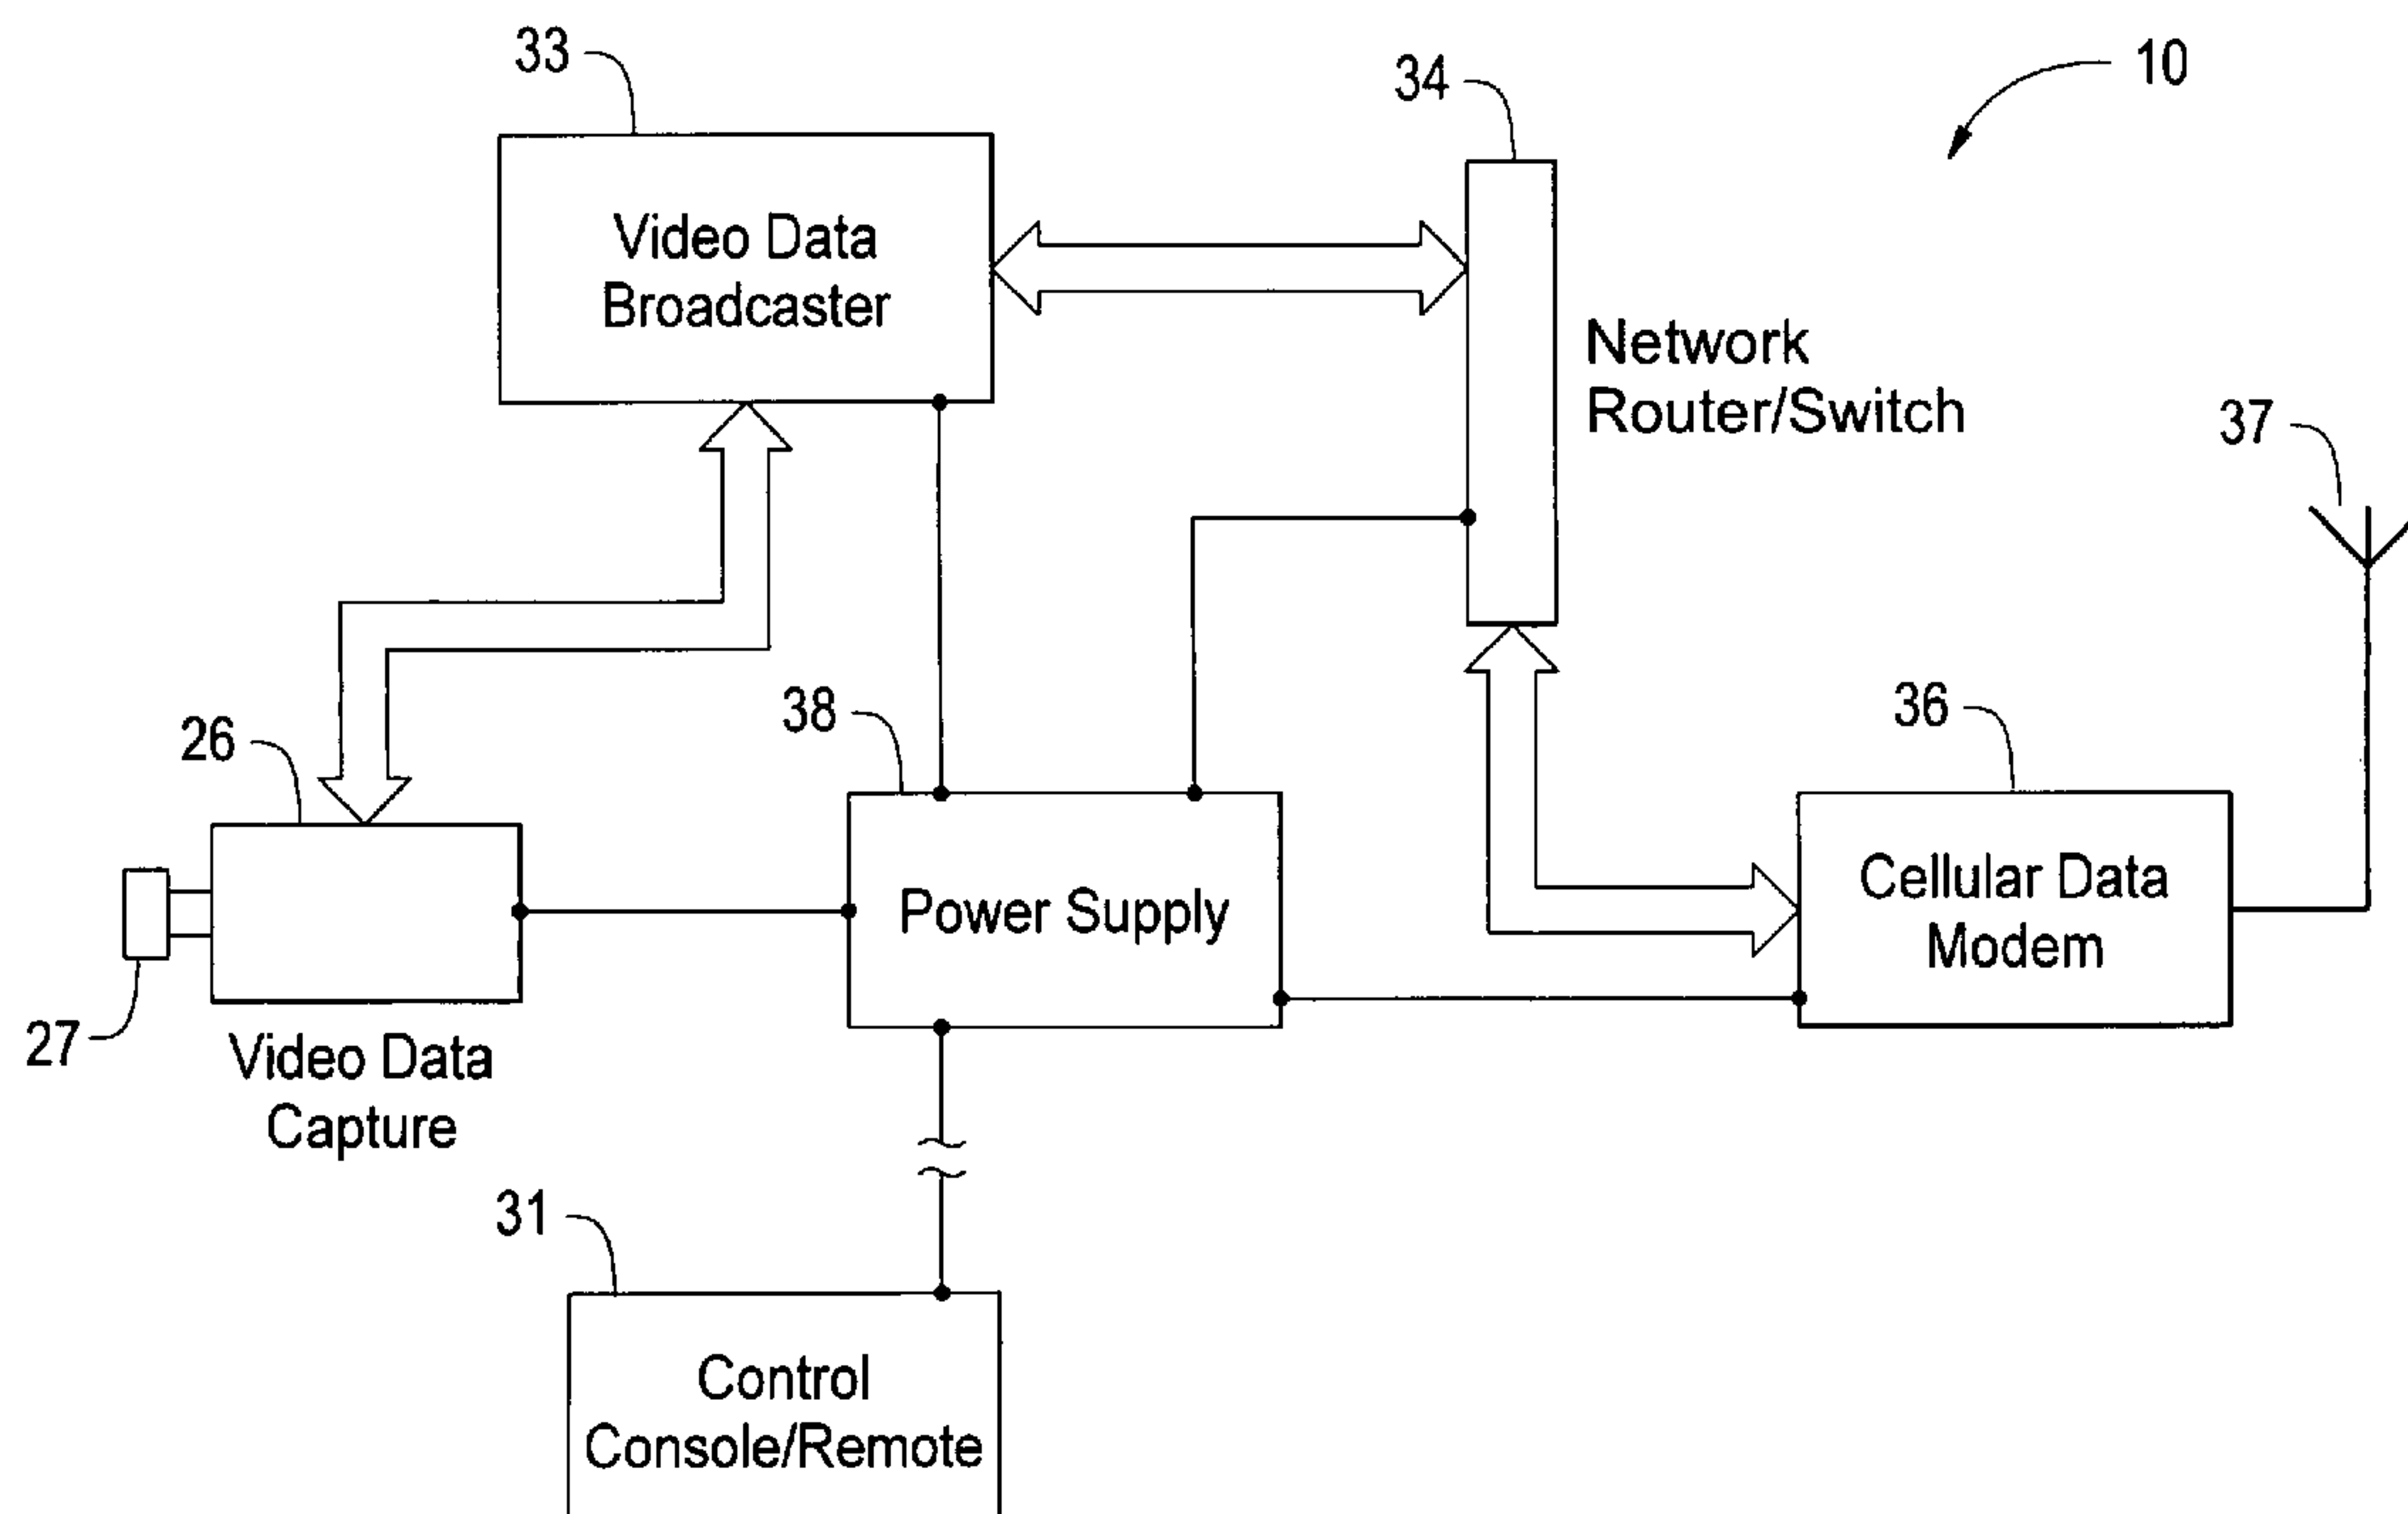 33
34
10
Video Data
Broadcaster
Network
Router/Switch
37
38
26
36
Power Supply
Cellular Data
Modem
27
Video Data
Capture
31
Control
Console/Remote